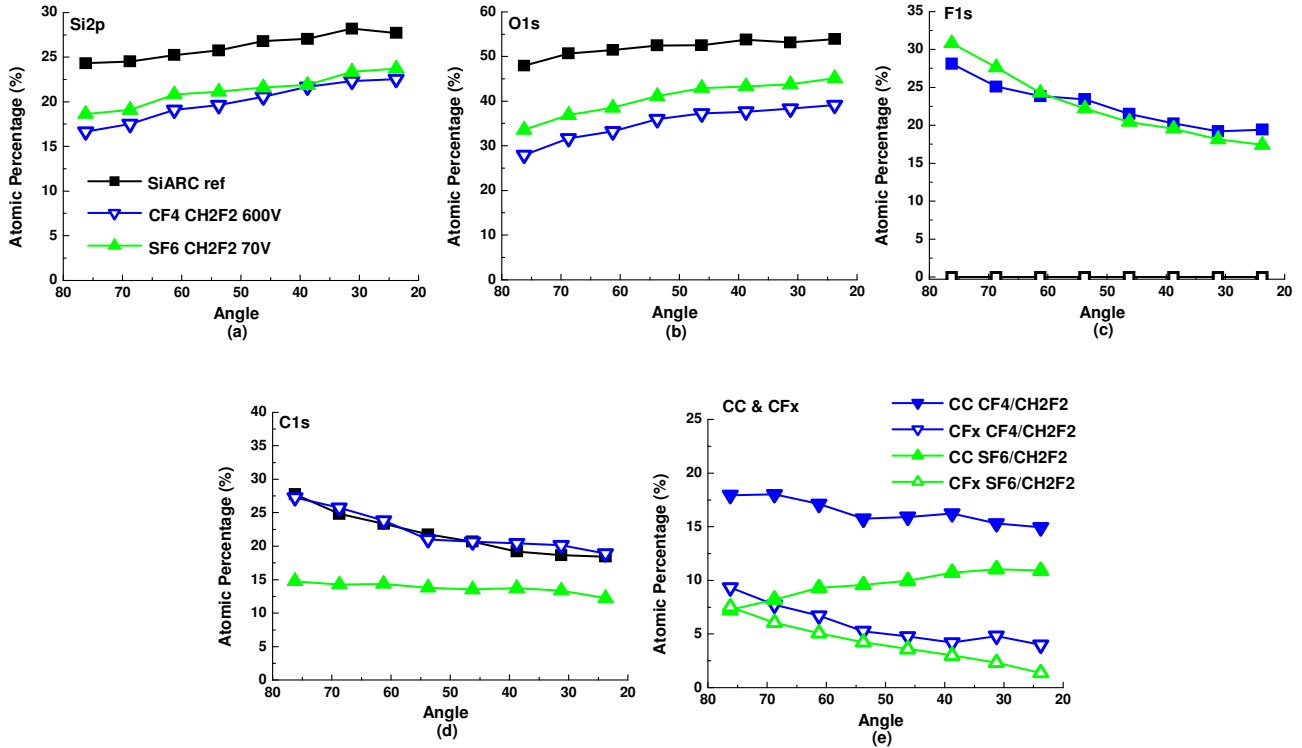 Si2p
Atomic Percentage (%)
30
25
20
15
10
5
0
SiARC ref
CF4 CH2F2 600V
SF6 CH2F2 70V
80 70 60 50 40 30 20
Angle
(a)
O1s
Atomic Percentage (%)
60
50
40
30
20
10
0
80 70 60 50 40 30 20
Angle
(b)
F1s
Atomic Percentage (%)
35
30
25
20
15
10
5
0
80 70 60 50 40 30 20
Angle
(c)
C1s
Atomic Percentage (%)
40
35
30
25
20
15
10
5
0
80 70 60 50 40 30 20
Angle
(d)
CC & CFx
CC CF4/CH2F2
CFx CF4/CH2F2
CC SF6/CH2F2
CFx SF6/CH2F2
Atomic Percentage (%)
25
20
15
10
5
0
80 70 60 50 40 30 20
Angle
(e)